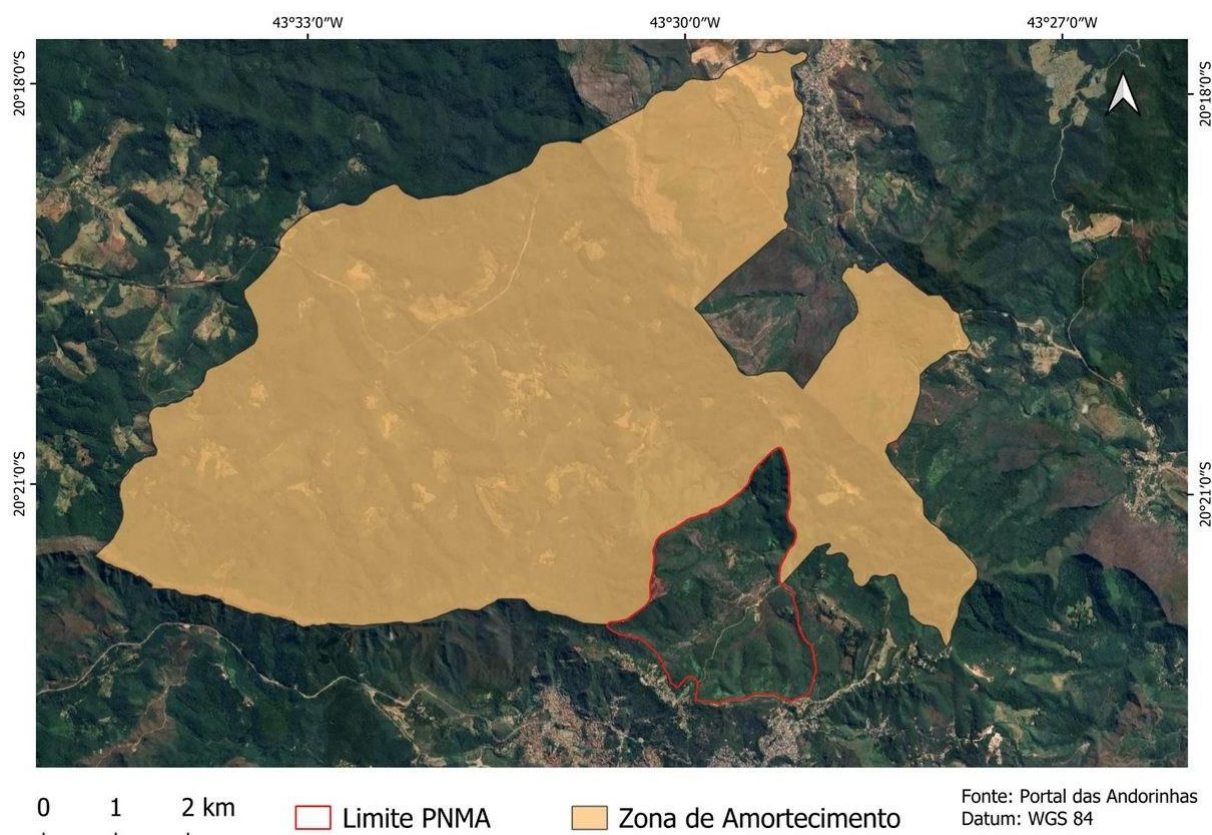 43°33′0″W 43°30′0″W 43°27′0″W
20°18′0″S 20°18′0″S
20°21′0″S 20°21′0″S
0 1 2 km
Limite PNMA
Zona de Amortecimento
Fonte: Portal das Andorinhas
Datum: WGS 84